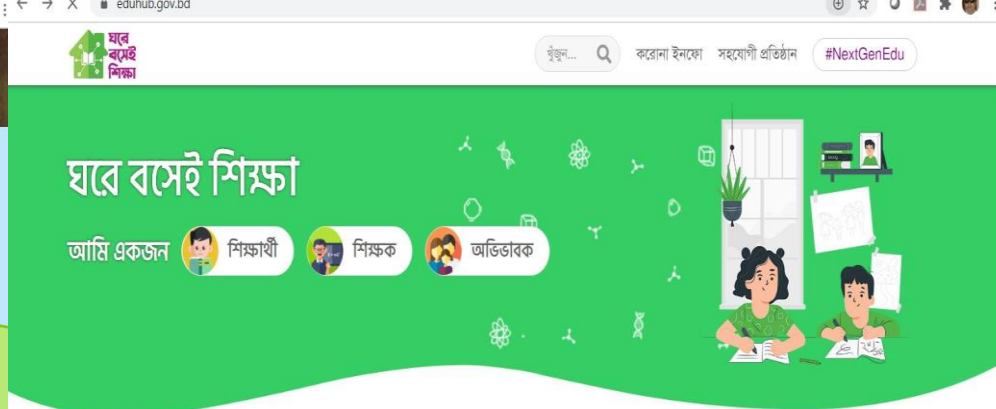 eduhub.gov.bd
ঘরে
বসেই
শিক্ষা
খুঁজুন...
করোনা ইনফো
সহযোগী প্রতিষ্ঠান
#NextGenEdu
ঘরে বসেই শিক্ষা
আমি একজন
শিক্ষার্থী
শিক্ষক
অভিভাবক